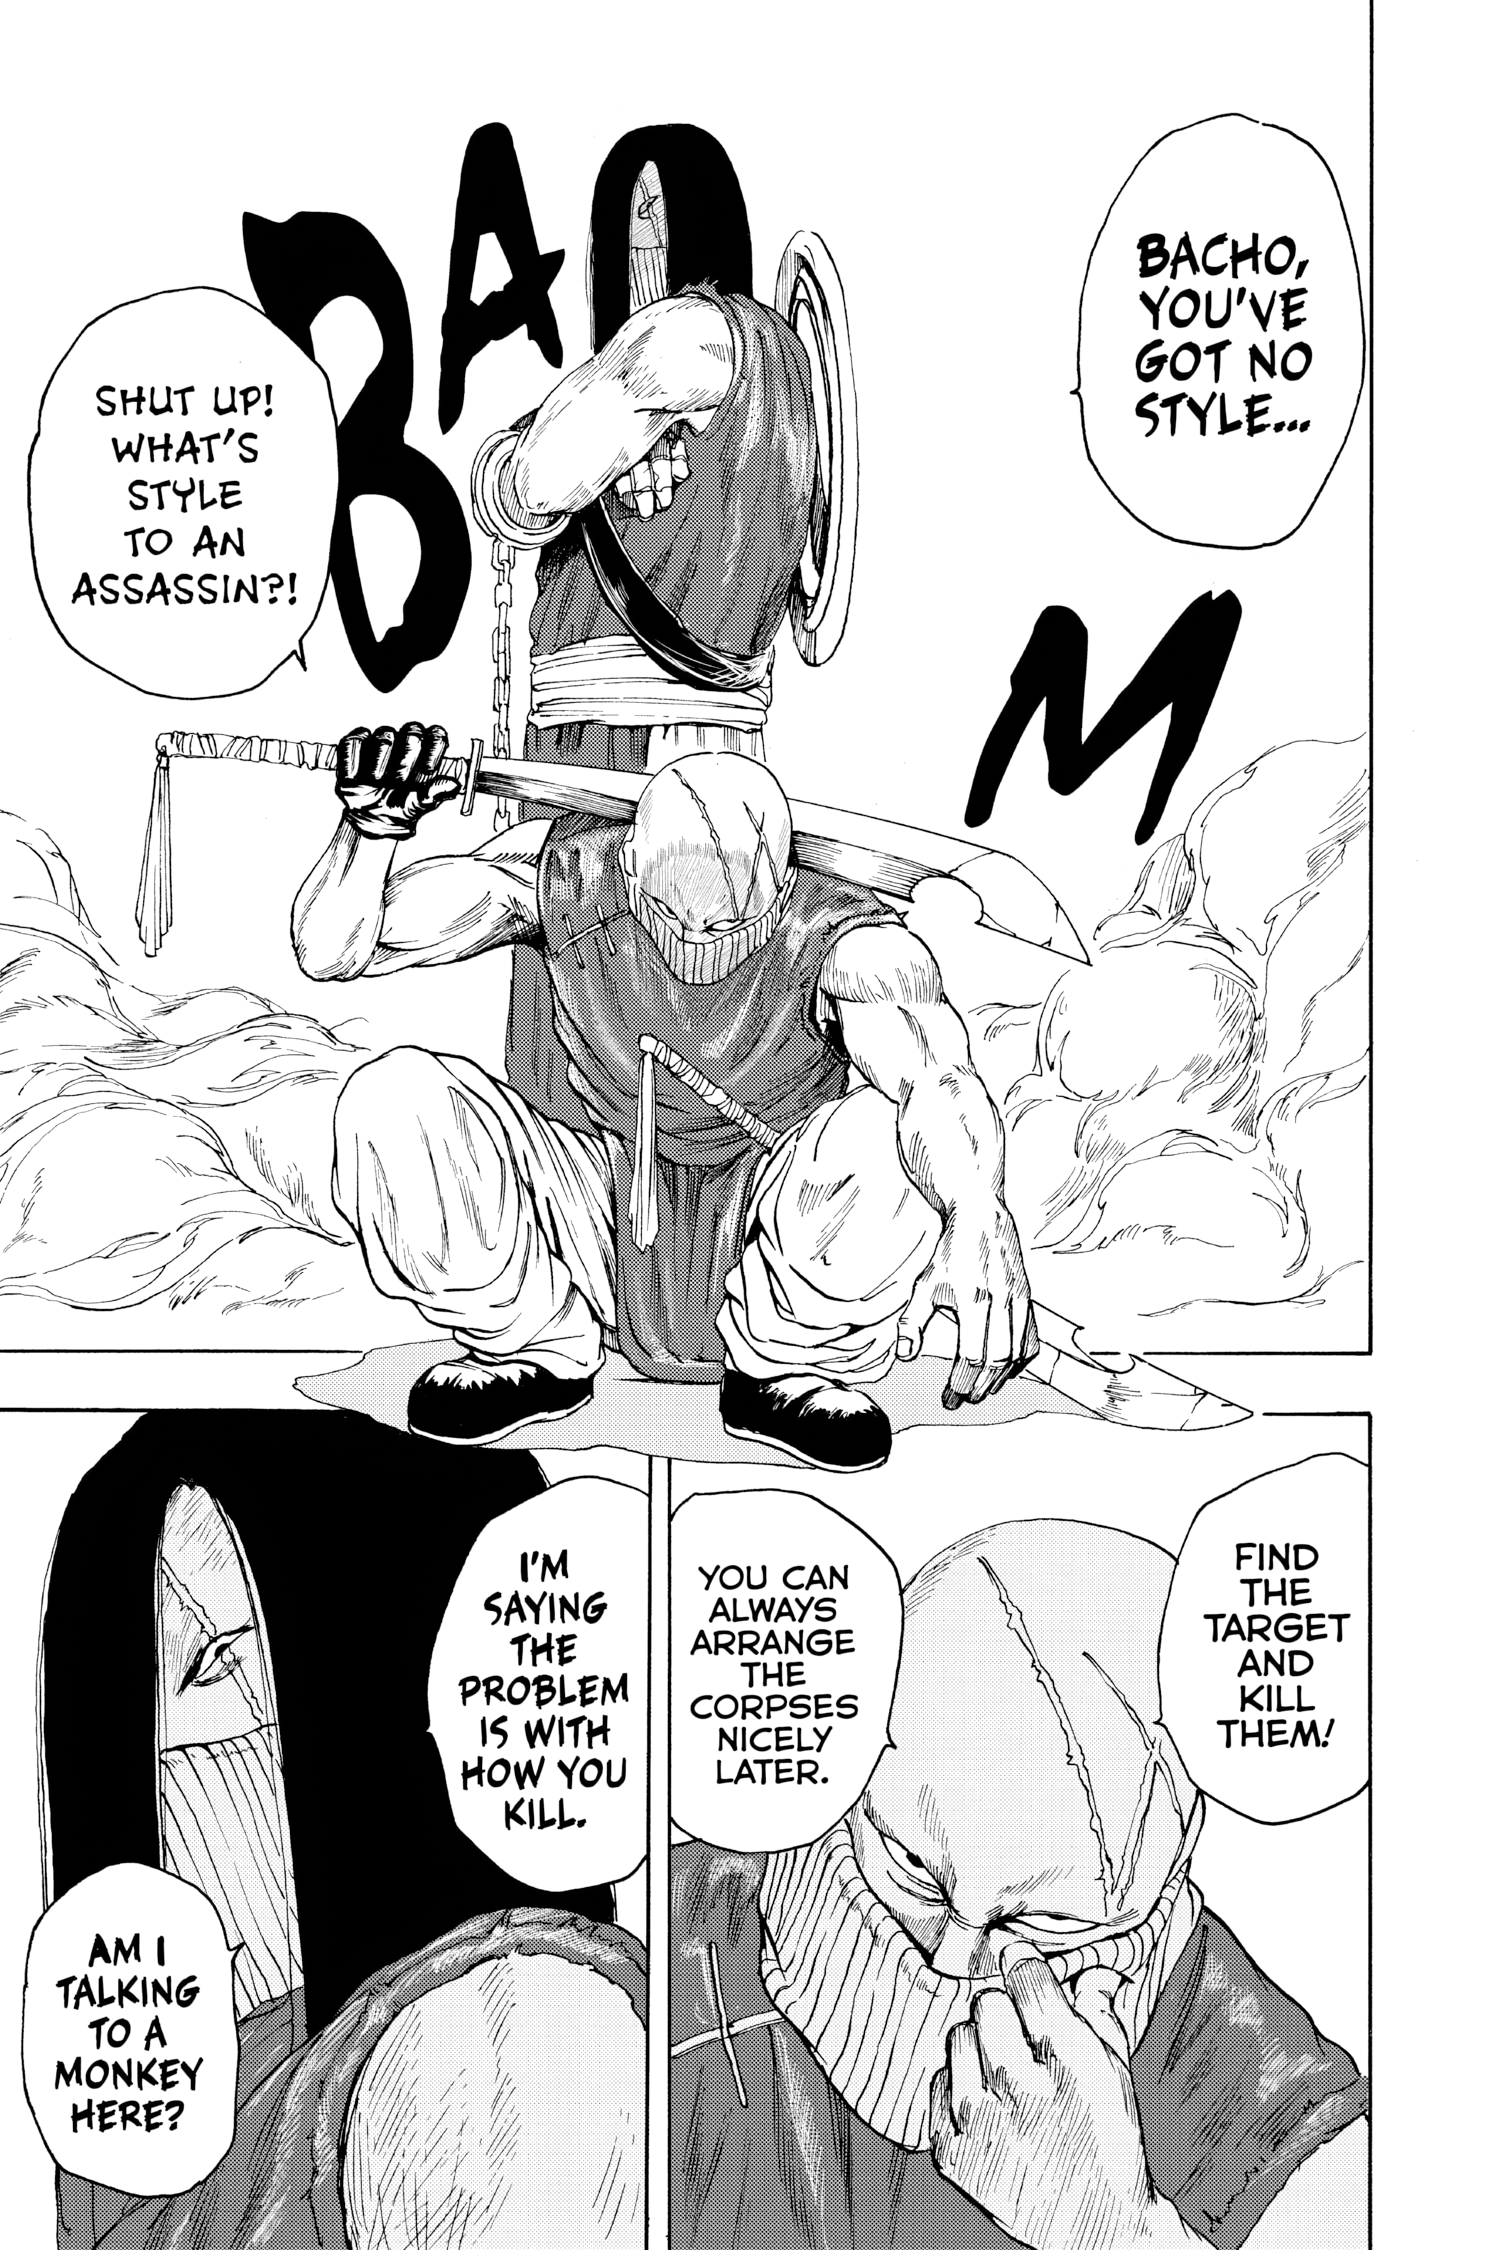 BACHO,
YOU'VE
GOT NO
STYLE...
BAM
SHUT UP!
WHAT'S
STYLE
TO AN
ASSASSIN?!
FIND
THE
TARGET
AND
KILL
THEM!
YOU CAN
ALWAYS
ARRANGE
THE
CORPSES
NICELY
LATER.
I'M
SAYING
THE
PROBLEM
IS WITH
HOW YOU
KILL.
AM I
TALKING
TO A
MONKEY
HERE?